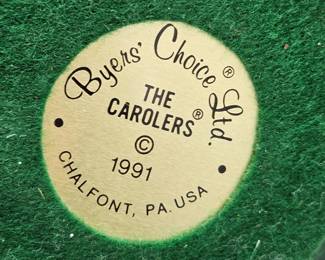 Byers' Choice® Ltd.
THE
CAROLERS®
©
1991
• CHALFONT, PA. USA •